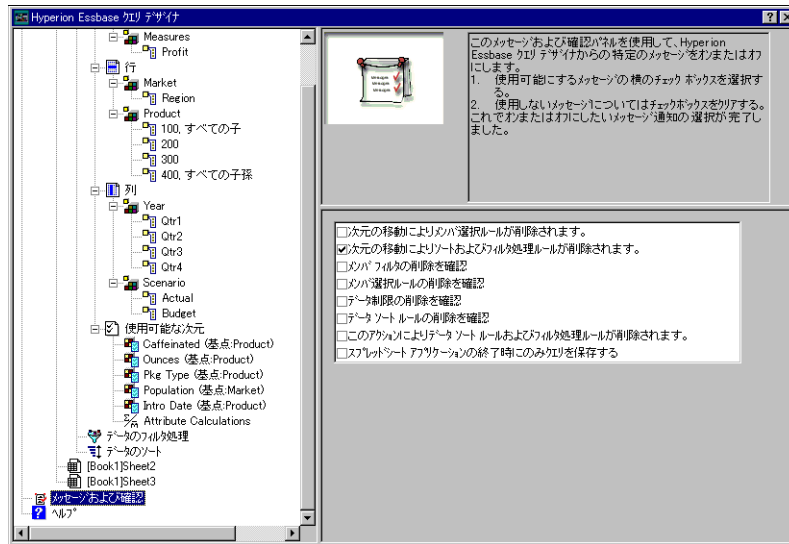 Hyperion Essbase クエリ デザイナ
Measures
Profit
行
Market
Region
Product
100, すべての子
200
300
400, すべての子孫
列
Year
Qtr1
Qtr2
Qtr3
Qtr4
Scenario
Actual
Budget
使用可能な次元
Caffeinated (基点:Product)
Ounces (基点:Product)
Pkg Type (基点:Product)
Population (基点:Market)
Intro Date (基点:Product)
Attribute Calculations
データのフィルタ処理
データのソート
[Book1]Sheet2
[Book1]Sheet3
メッセージおよび確認
ヘルプ
このメッセージおよび確認パネルを使用して、Hyperion
Essbase クエリ デザイナからの特定のメッセージをオンまたはオフ
にします。
1. 使用可能にするメッセージの横のチェック ボックスを選択す
る。
2. 使用しないメッセージについてはチェックボックスをクリアする。
これでオンまたはオフにしたいメッセージ通知の選択が完了し
ました。
次元の移動によりメンバ選択ルールが削除されます。
次元の移動によりソートおよびフィルタ処理ルールが削除されます。
メンバ フィルタの削除を確認
メンバ選択ルールの削除を確認
データ制限の削除を確認
データ ソート ルールの削除を確認
このアクションによりデータ ソート ルールおよびフィルタ処理ルールが削除されます。
スプレッドシート アプリケーションの終了時にのみクエリを保存する